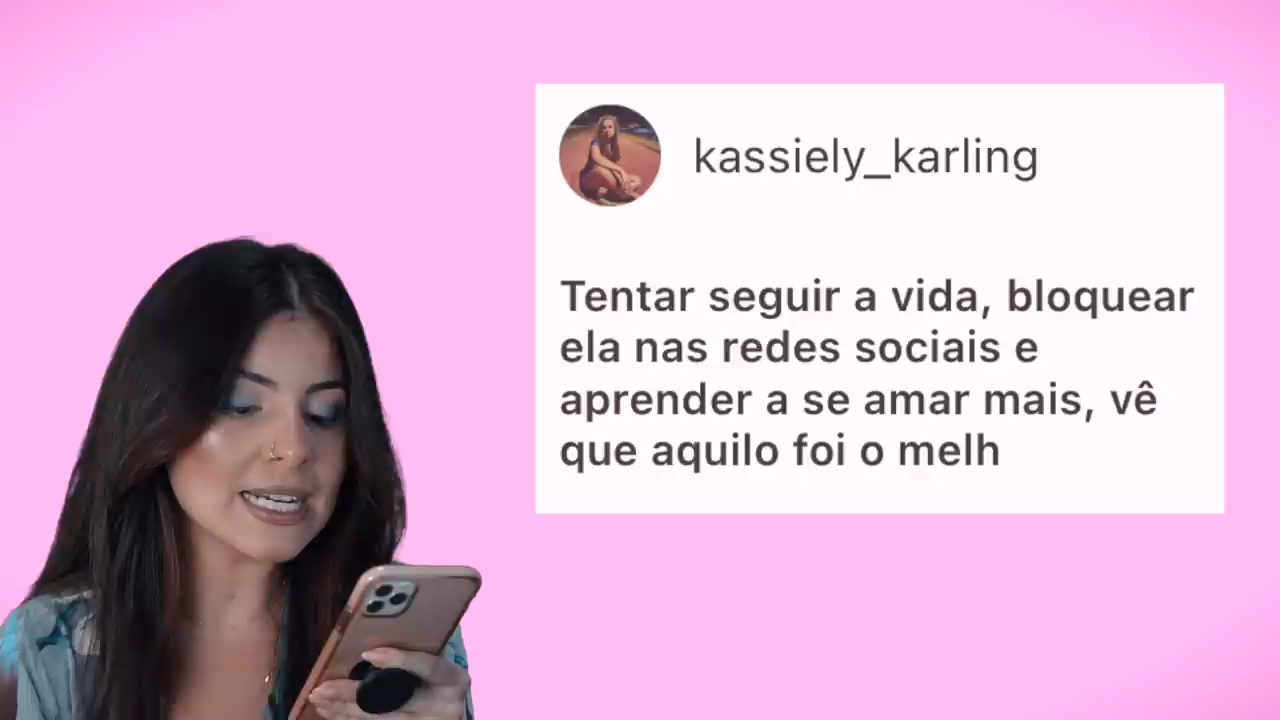 kassiely_karling
Tentar seguir a vida, bloquear
ela nas redes sociais e
aprender a se amar mais, vê
que aquilo foi o melh